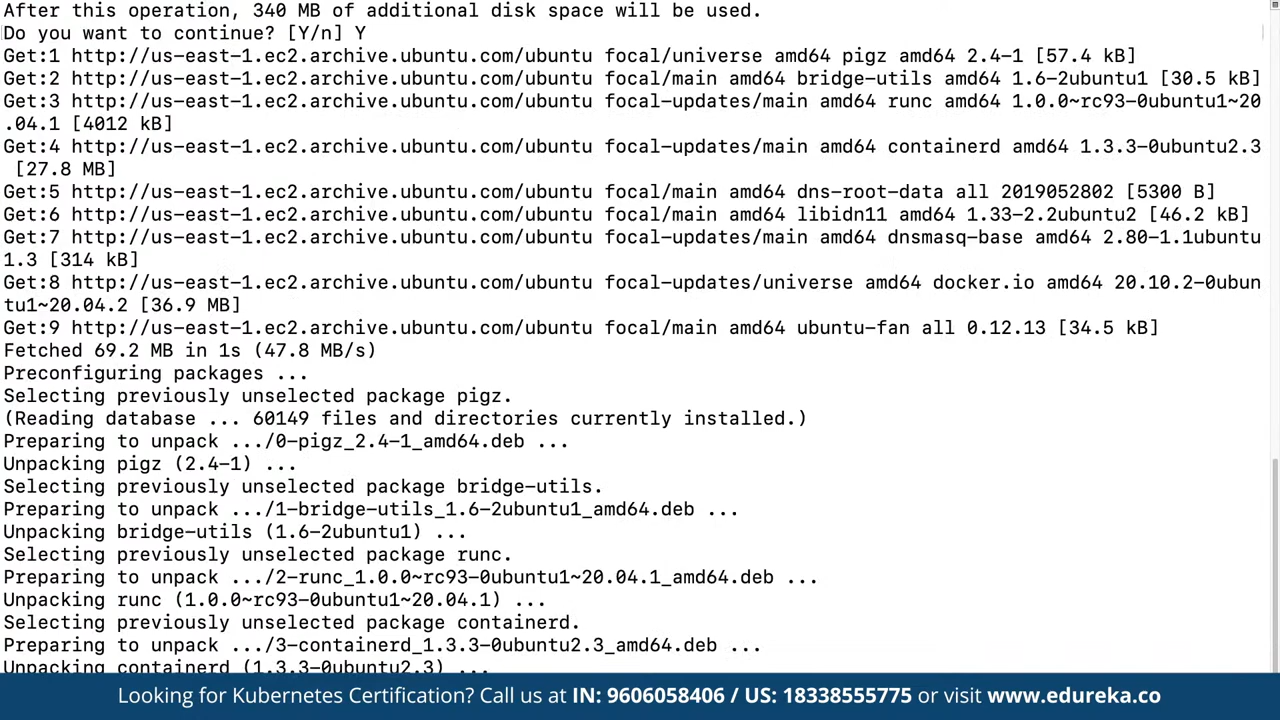 After this operation, 340 MB of additional disk space will be used.
Do you want to continue? [Y/n] Y
Get:1 http://us-east-1.ec2.archive.ubuntu.com/ubuntu focal/universe amd64 pigz amd64 2.4-1 [57.4 kB]
Get:2 http://us-east-1.ec2.archive.ubuntu.com/ubuntu focal/main amd64 bridge-utils amd64 1.6-2ubuntu1 [30.5 kB]
Get:3 http://us-east-1.ec2.archive.ubuntu.com/ubuntu focal-updates/main amd64 runc amd64 1.0.0~rc93-0ubuntu1~20
.04.1 [4012 kB]
Get:4 http://us-east-1.ec2.archive.ubuntu.com/ubuntu focal-updates/main amd64 containerd amd64 1.3.3-0ubuntu2.3
[27.8 MB]
Get:5 http://us-east-1.ec2.archive.ubuntu.com/ubuntu focal/main amd64 dns-root-data all 2019052802 [5300 B]
Get:6 http://us-east-1.ec2.archive.ubuntu.com/ubuntu focal/main amd64 libidn11 amd64 1.33-2.2ubuntu2 [46.2 kB]
Get:7 http://us-east-1.ec2.archive.ubuntu.com/ubuntu focal-updates/main amd64 dnsmasq-base amd64 2.80-1.1ubuntu
1.3 [314 kB]
Get:8 http://us-east-1.ec2.archive.ubuntu.com/ubuntu focal-updates/universe amd64 docker.io amd64 20.10.2-0ubun
tu1~20.04.2 [36.9 MB]
Get:9 http://us-east-1.ec2.archive.ubuntu.com/ubuntu focal/main amd64 ubuntu-fan all 0.12.13 [34.5 kB]
Fetched 69.2 MB in 1s (47.8 MB/s)
Preconfiguring packages ...
Selecting previously unselected package pigz.
(Reading database ... 60149 files and directories currently installed.)
Preparing to unpack .../0-pigz_2.4-1_amd64.deb ...
Unpacking pigz (2.4-1) ...
Selecting previously unselected package bridge-utils.
Preparing to unpack .../1-bridge-utils_1.6-2ubuntu1_amd64.deb ...
Unpacking bridge-utils (1.6-2ubuntu1) ...
Selecting previously unselected package runc.
Preparing to unpack .../2-runc_1.0.0~rc93-0ubuntu1~20.04.1_amd64.deb ...
Unpacking runc (1.0.0~rc93-0ubuntu1~20.04.1) ...
Selecting previously unselected package containerd.
Preparing to unpack .../3-containerd_1.3.3-0ubuntu2.3_amd64.deb ...
Unpacking containerd (1.3.3-0ubuntu2.3) ...
Looking for Kubernetes Certification? Call us at IN: 9606058406 / US: 18338555775 or visit www.edureka.co